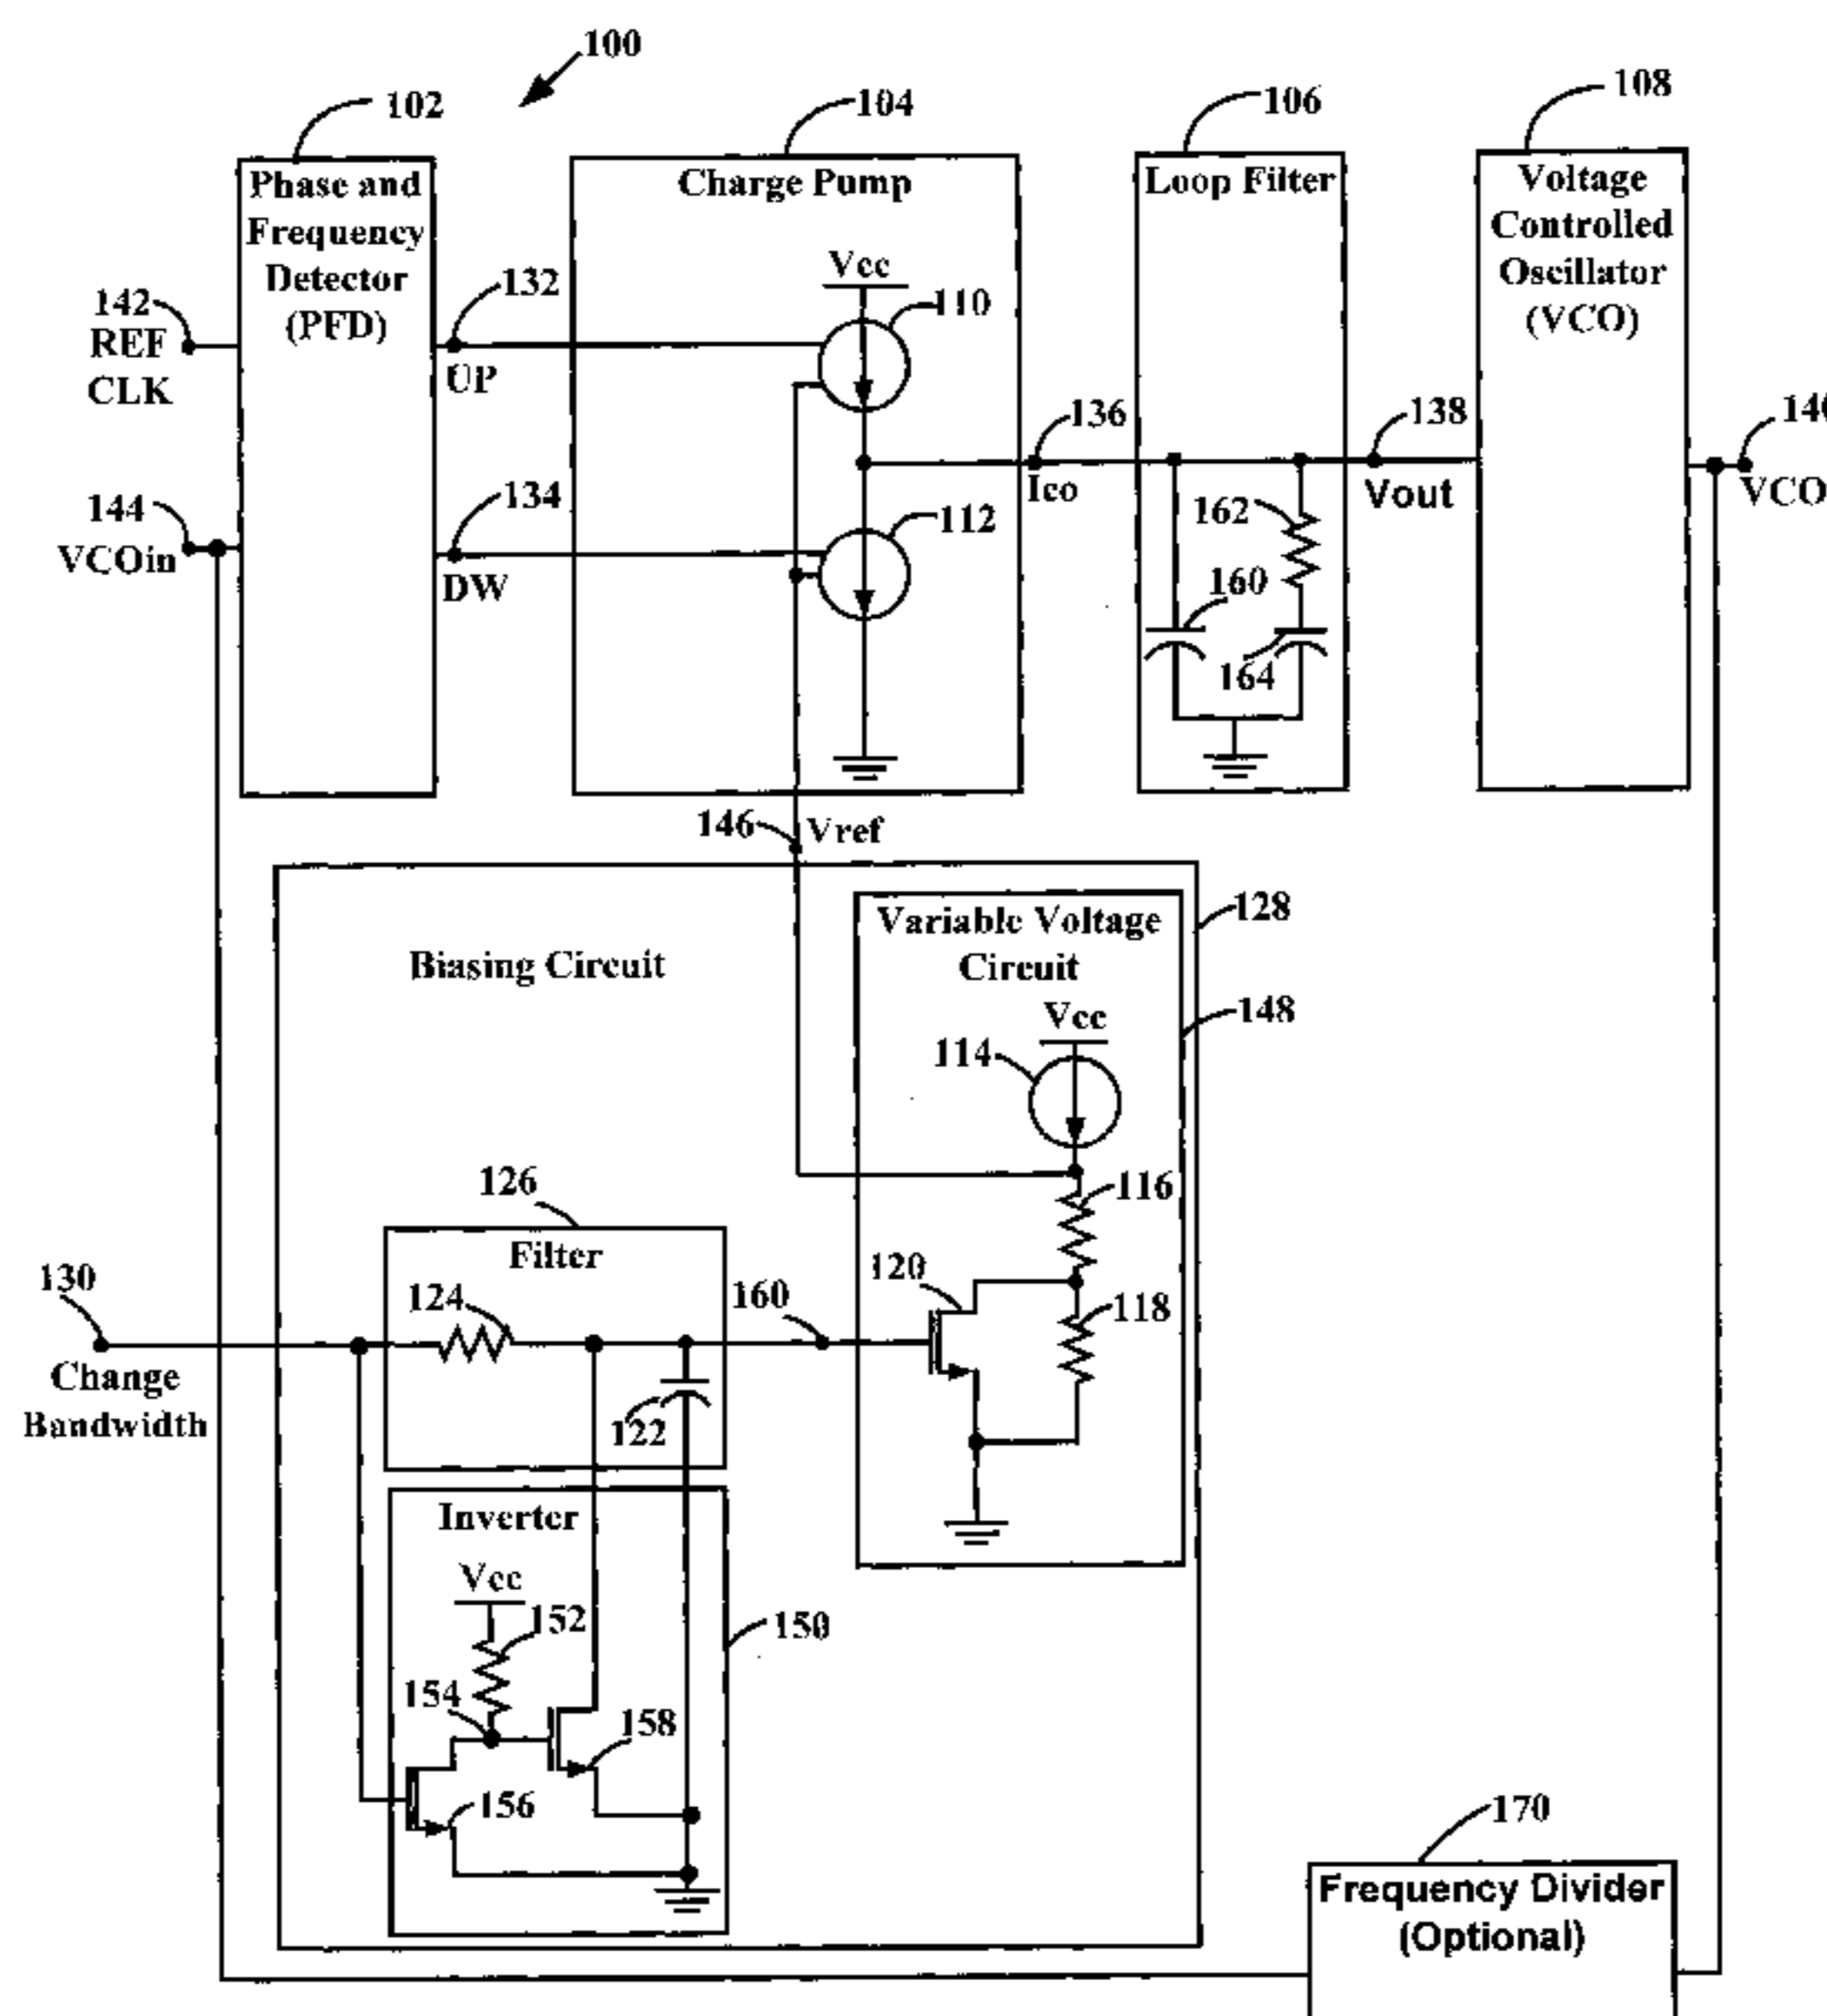 100
102
104
106
108
Phase and
Frequency
Detector
(PFD)
Charge Pump
Loop Filter
Voltage
Controlled
Oscillator
(VCO)
Vcc
110
142
REF
CLK
132
UP
136
Ico
138
Vout
140
VCO
144
VCOin
134
DW
112
162
160
164
146
Vref
Biasing Circuit
Variable Voltage
Circuit
128
148
Vcc
114
116
126
Filter
124
122
130
Change
Bandwidth
160
120
118
Inverter
Vcc
152
150
154
158
156
170
Frequency Divider
(Optional)